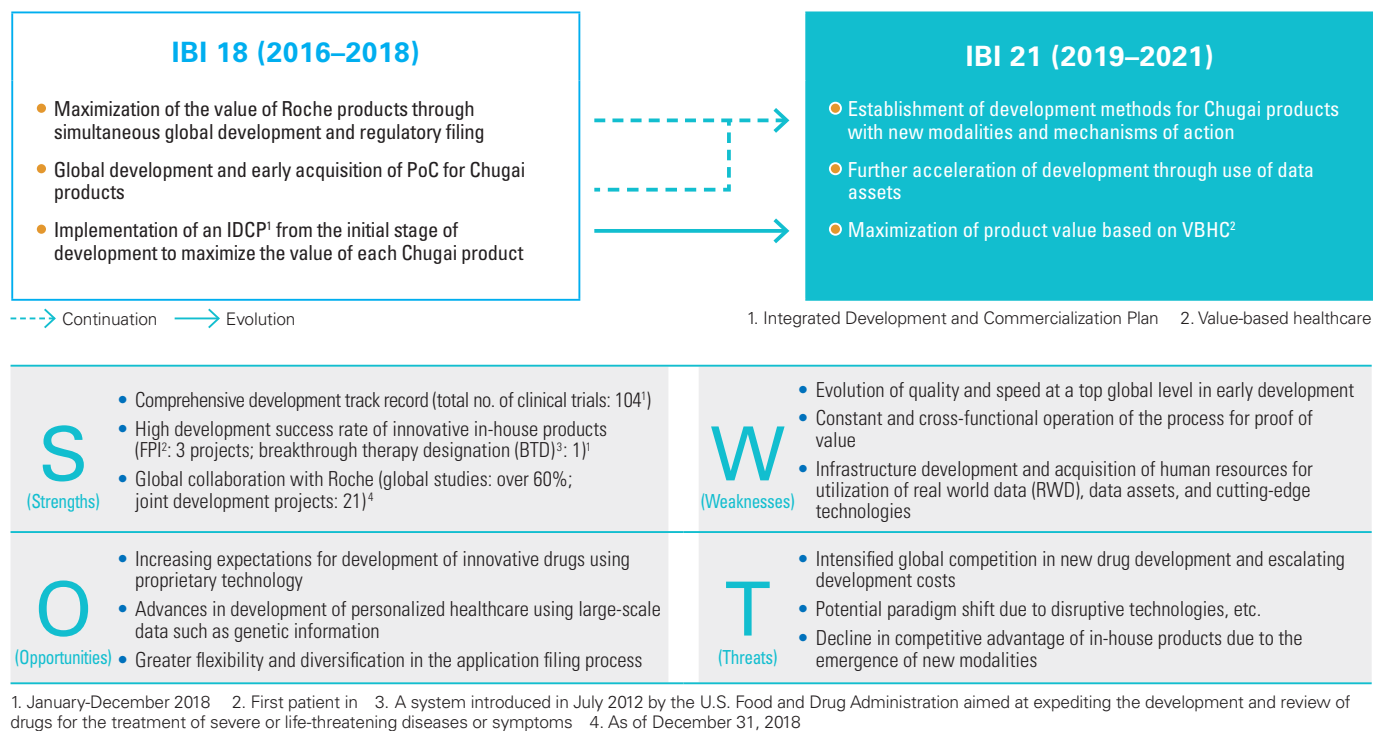 IBI 18 (2016–2018)
• Maximization of the value of Roche products through
simultaneous global development and regulatory filing
• Global development and early acquisition of PoC for Chugai
products
• Implementation of an IDCP¹ from the initial stage of
development to maximize the value of each Chugai product
IBI 21 (2019–2021)
• Establishment of development methods for Chugai products
with new modalities and mechanisms of action
• Further acceleration of development through use of data
assets
• Maximization of product value based on VBHC²
Continuation Evolution
1. Integrated Development and Commercialization Plan 2. Value-based healthcare
S
(Strengths)
• Comprehensive development track record (total no. of clinical trials: 104¹)
• High development success rate of innovative in-house products
(FPI²: 3 projects; breakthrough therapy designation (BTD)³: 1)¹
• Global collaboration with Roche (global studies: over 60%;
joint development projects: 21)⁴
W
(Weaknesses)
• Evolution of quality and speed at a top global level in early development
• Constant and cross-functional operation of the process for proof of
value
• Infrastructure development and acquisition of human resources for
utilization of real world data (RWD), data assets, and cutting-edge
technologies
O
(Opportunities)
• Increasing expectations for development of innovative drugs using
proprietary technology
• Advances in development of personalized healthcare using large-scale
data such as genetic information
• Greater flexibility and diversification in the application filing process
T
(Threats)
• Intensified global competition in new drug development and escalating
development costs
• Potential paradigm shift due to disruptive technologies, etc.
• Decline in competitive advantage of in-house products due to the
emergence of new modalities
1. January-December 2018 2. First patient in 3. A system introduced in July 2012 by the U.S. Food and Drug Administration aimed at expediting the development and review of
drugs for the treatment of severe or life-threatening diseases or symptoms 4. As of December 31, 2018